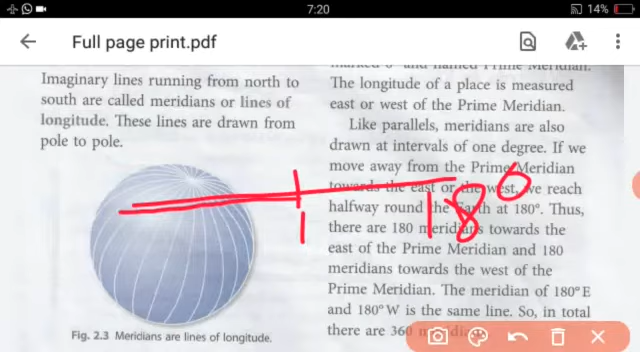 7:20
14%
Full page print.pdf
Imaginary lines running from north to
south are called meridians or lines of
longitude. These lines are drawn from
pole to pole.
Fig. 2.3 Meridians are lines of longitude.
marked 0° and named Prime Meridian.
The longitude of a place is measured
east or west of the Prime Meridian.
Like parallels, meridians are also
drawn at intervals of one degree. If we
move away from the Prime Meridian
towards the east or the west, we reach
halfway round the Earth at 180°. Thus,
there are 180 meridians towards the
east of the Prime Meridian and 180
meridians towards the west of the
Prime Meridian. The meridian of 180°E
and 180°W is the same line. So, in total
there are 360
180